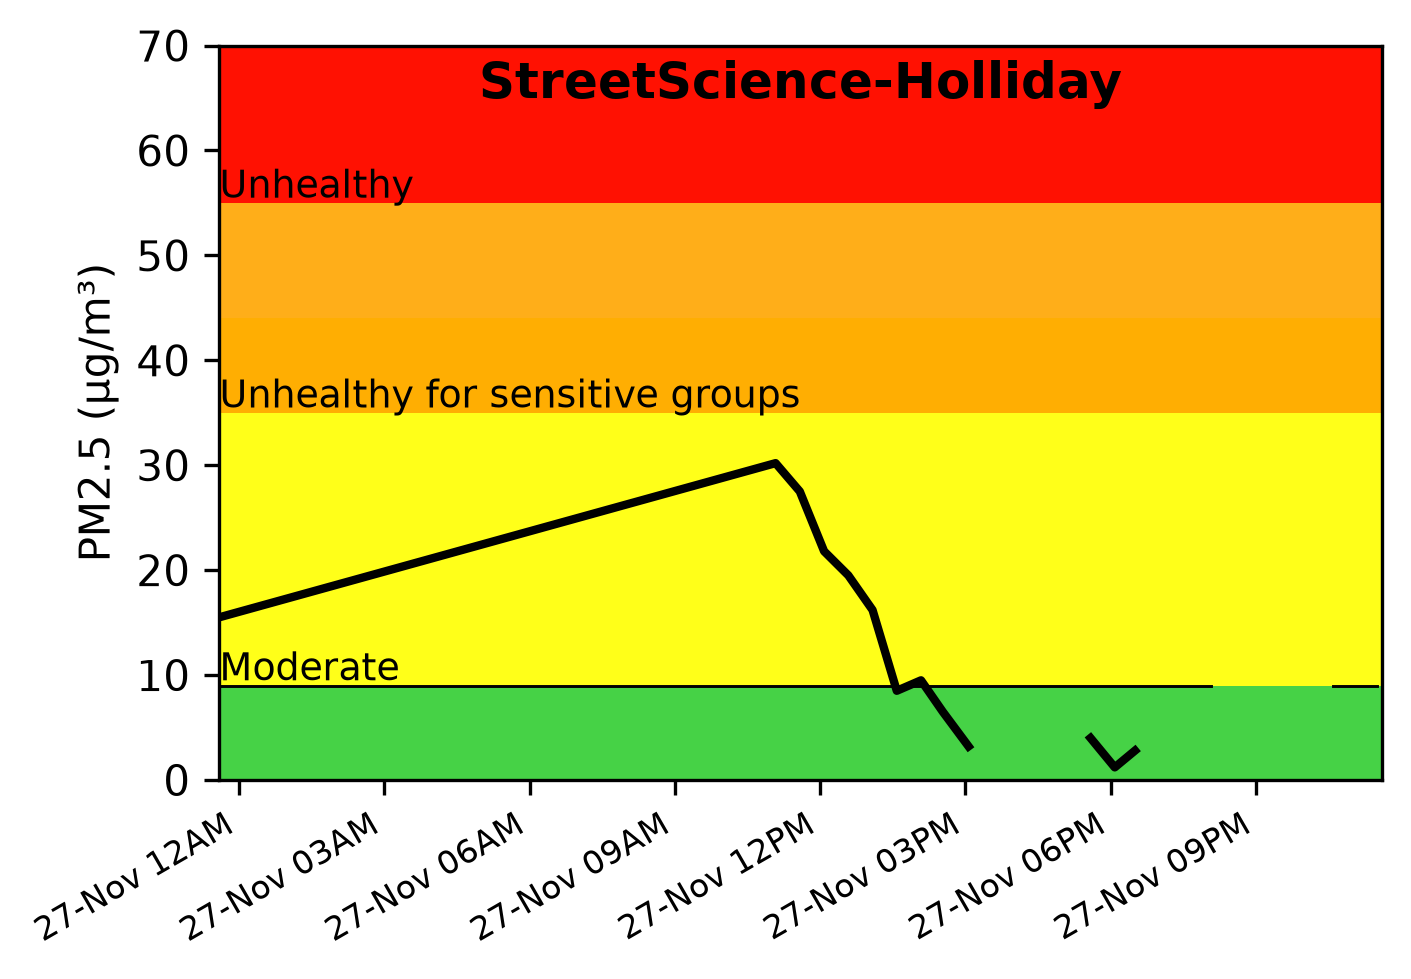 StreetScience-Holliday
PM2.5 (µg/m³)
70
60
50
40
30
20
10
0
Unhealthy
Unhealthy for sensitive groups
Moderate
27-Nov 12AM
27-Nov 03AM
27-Nov 06AM
27-Nov 09AM
27-Nov 12PM
27-Nov 03PM
27-Nov 06PM
27-Nov 09PM